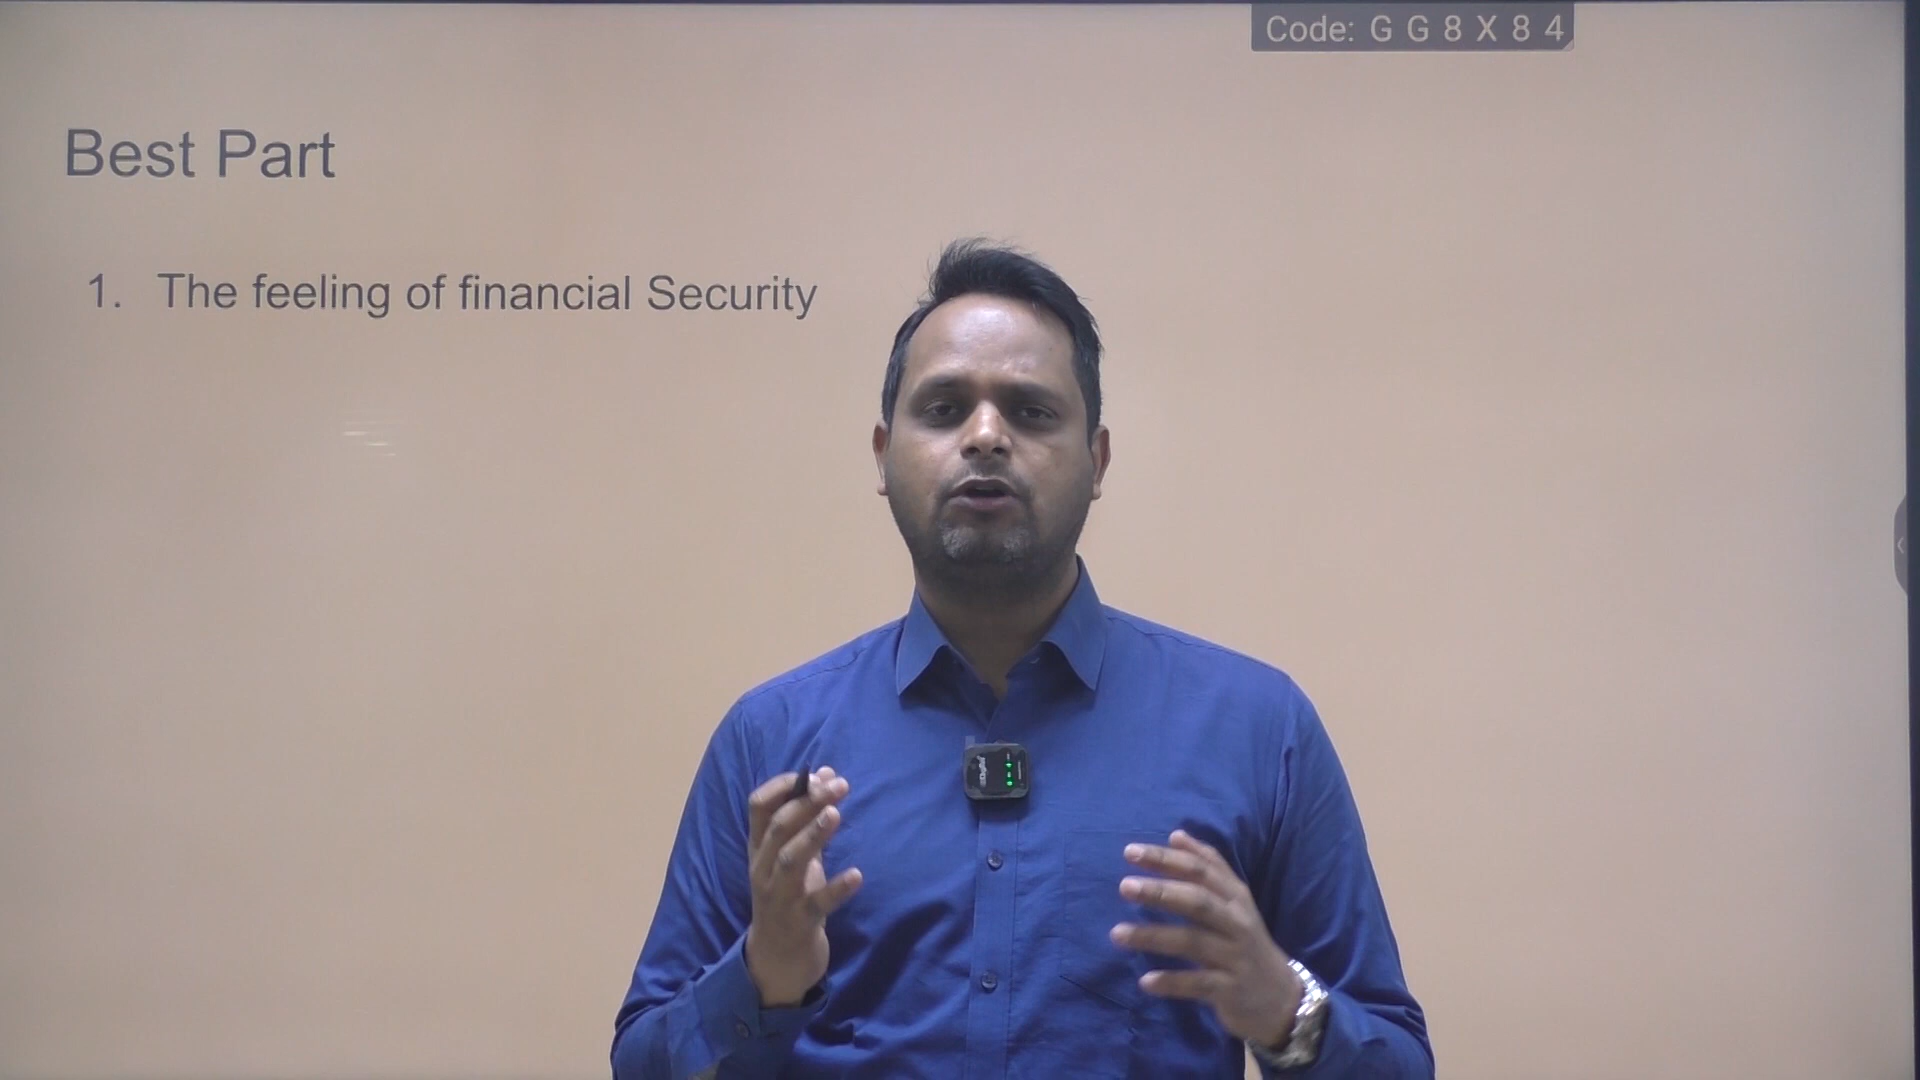 Code: G G 8 X 8 4
Best Part
1. The feeling of financial Security